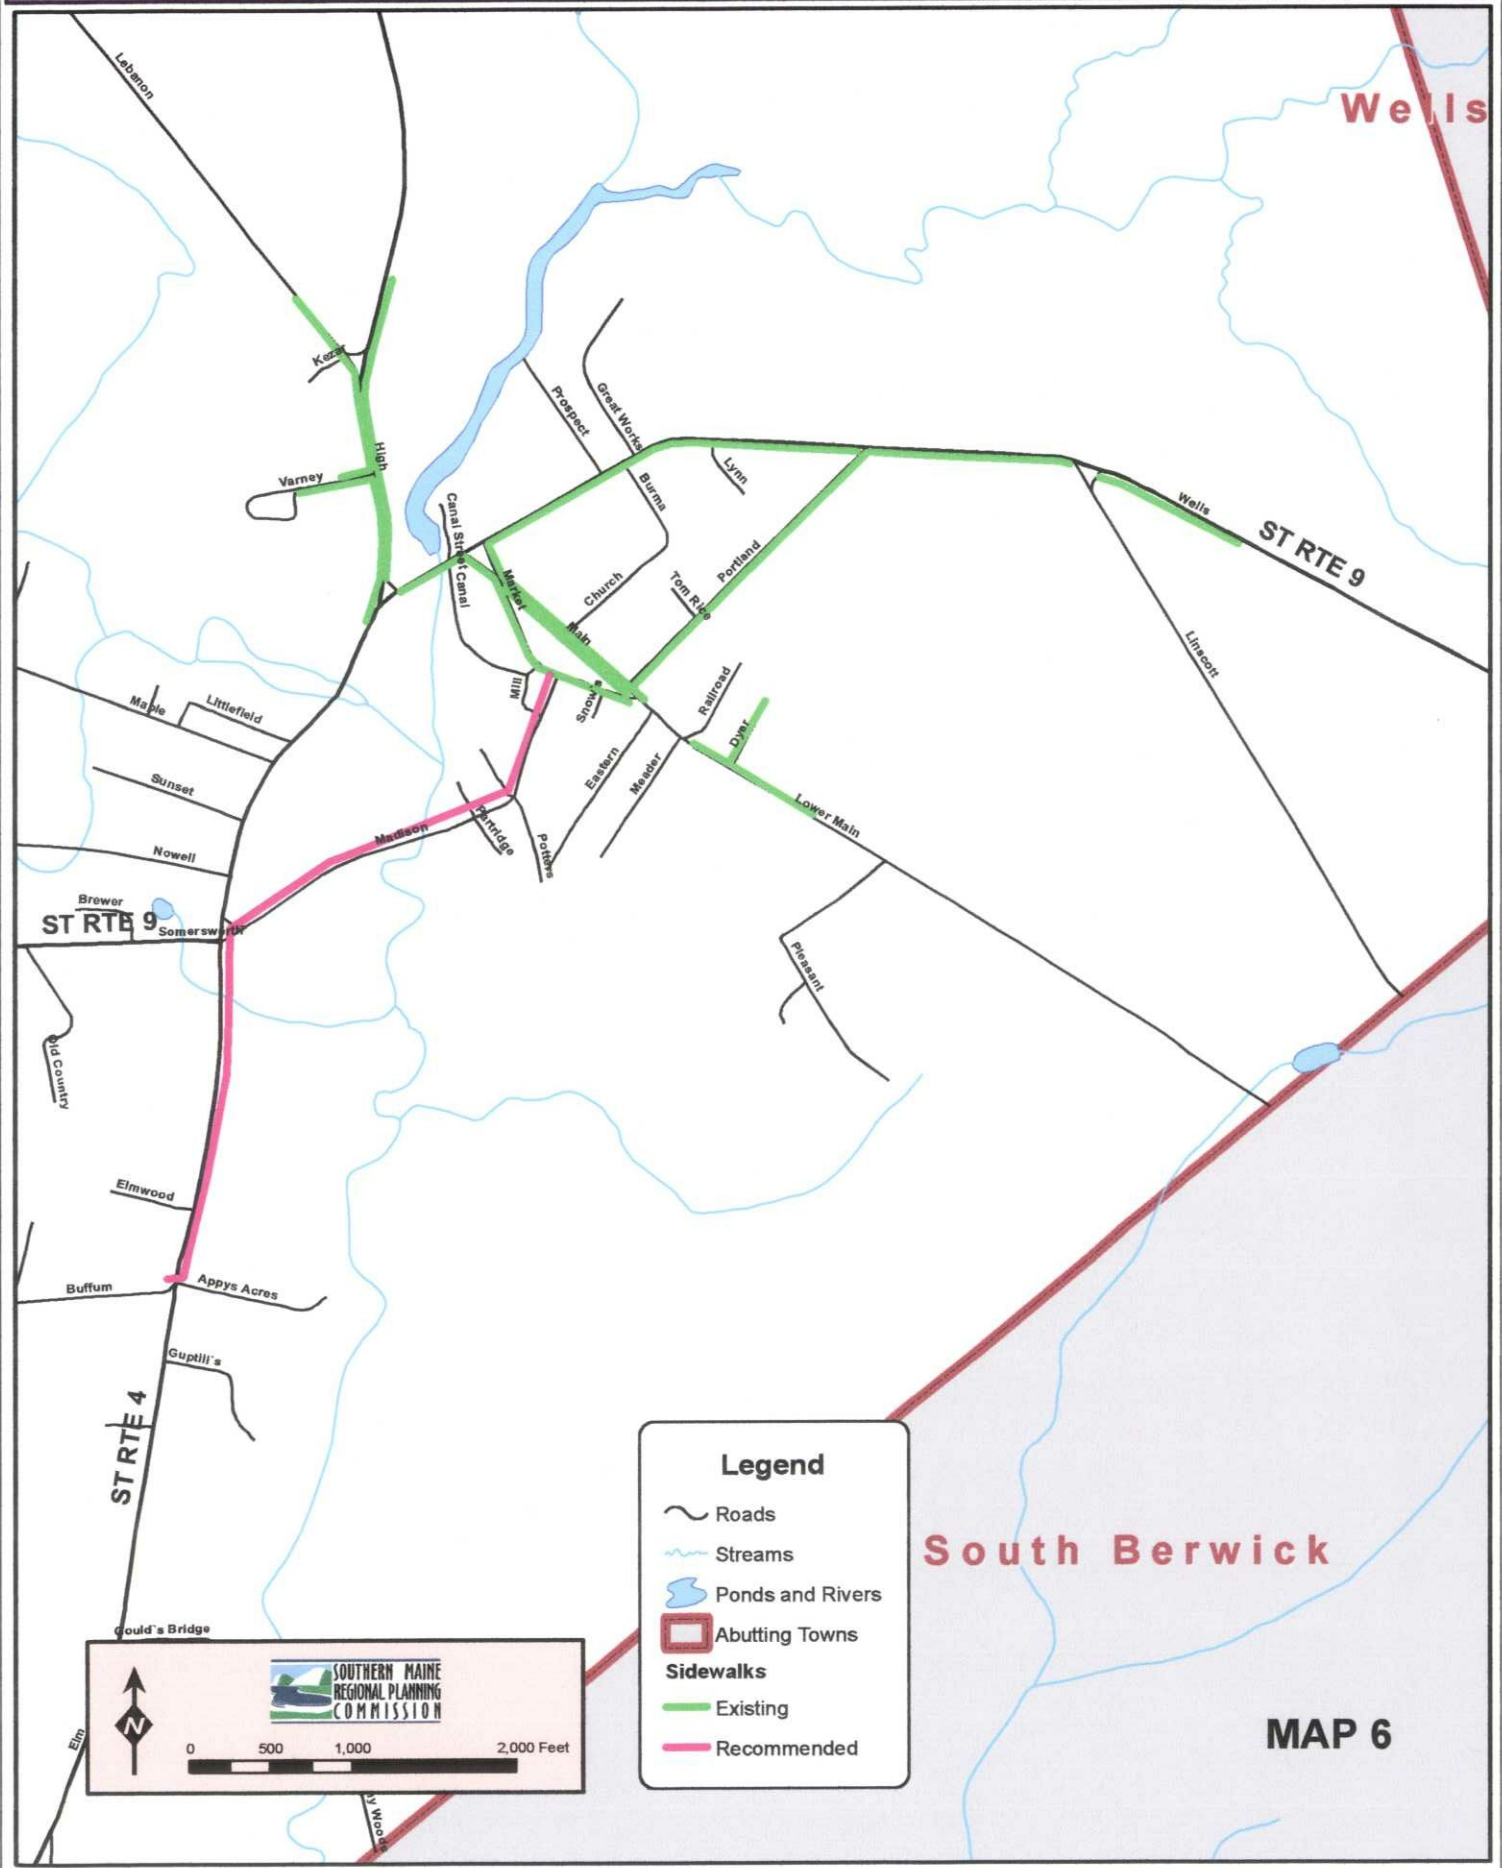 Lebanon
Wells
Kezar
High
Varney
Prospect
Great Works
Burma
Lynn
Canal Street
Canal
Market
Main
Church
Tom Rice
Portland
Wells
ST RTE 9
Linscott
Maple
Littlefield
Mill
Snow's
Railroad
Dyer
Sunset
Eastern
Meader
Lower Main
Nowell
Madison
Partridge
Potters
Brewer
ST RTE 9
Somersworth
Pleasant
Old Country
Elmwood
Buffum
Appys Acres
Guptill's
ST RTE 4
Gould's Bridge
Elm
Legend
Roads
Streams
Ponds and Rivers
Abutting Towns
Sidewalks
Existing
Recommended
South Berwick
SOUTHERN MAINE
REGIONAL PLANNING
COMMISSION
N
0 500 1,000 2,000 Feet
MAP 6